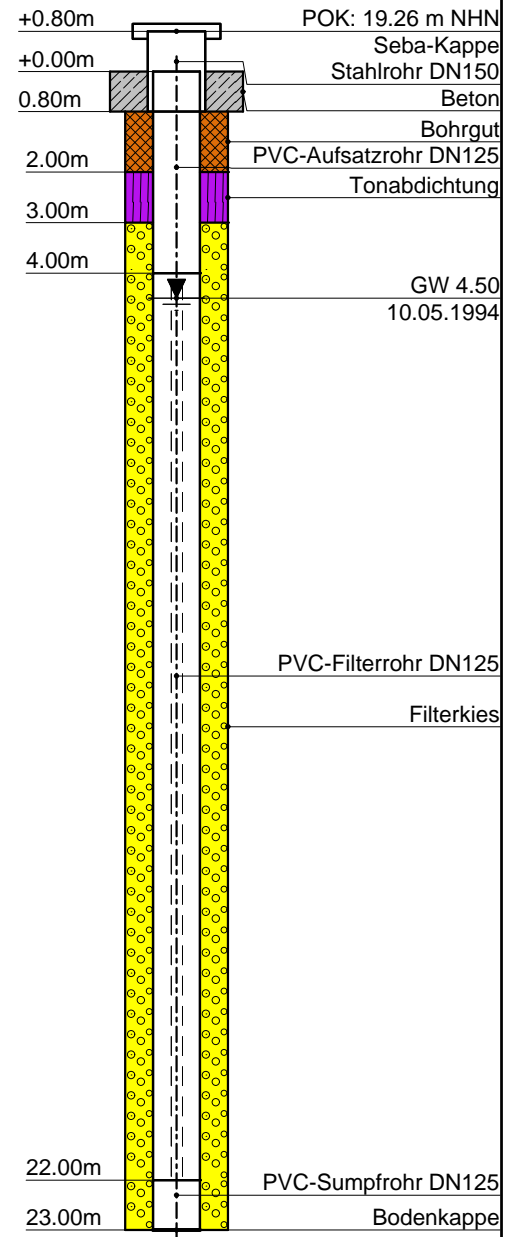 +0.80m
POK: 19.26 m NHN
Seba-Kappe
+0.00m
Stahlrohr DN150
0.80m
Beton
Bohrgut
PVC-Aufsatzrohr DN125
2.00m
Tonabdichtung
3.00m
4.00m
GW 4.50
10.05.1994
PVC-Filterrohr DN125
Filterkies
22.00m
PVC-Sumpfrohr DN125
23.00m
Bodenkappe